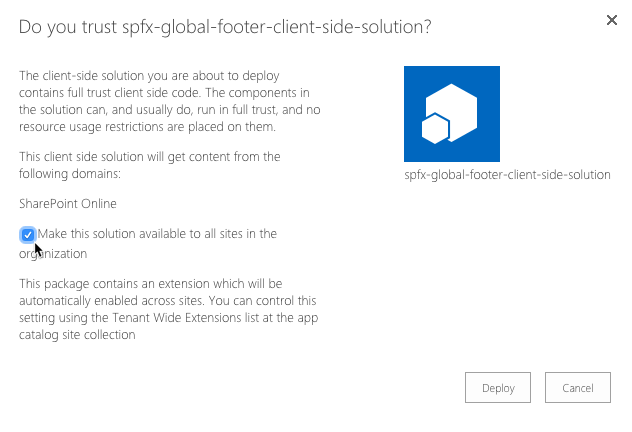 Do you trust spfx-global-footer-client-side-solution?
The client-side solution you are about to deploy
contains full trust client side code. The components in
the solution can, and usually do, run in full trust, and no
resource usage restrictions are placed on them.
This client side solution will get content from the
following domains:
SharePoint Online
Make this solution available to all sites in the
organization
This package contains an extension which will be
automatically enabled across sites. You can control this
setting using the Tenant Wide Extensions list at the app
catalog site collection
spfx-global-footer-client-side-solution
Deploy
Cancel